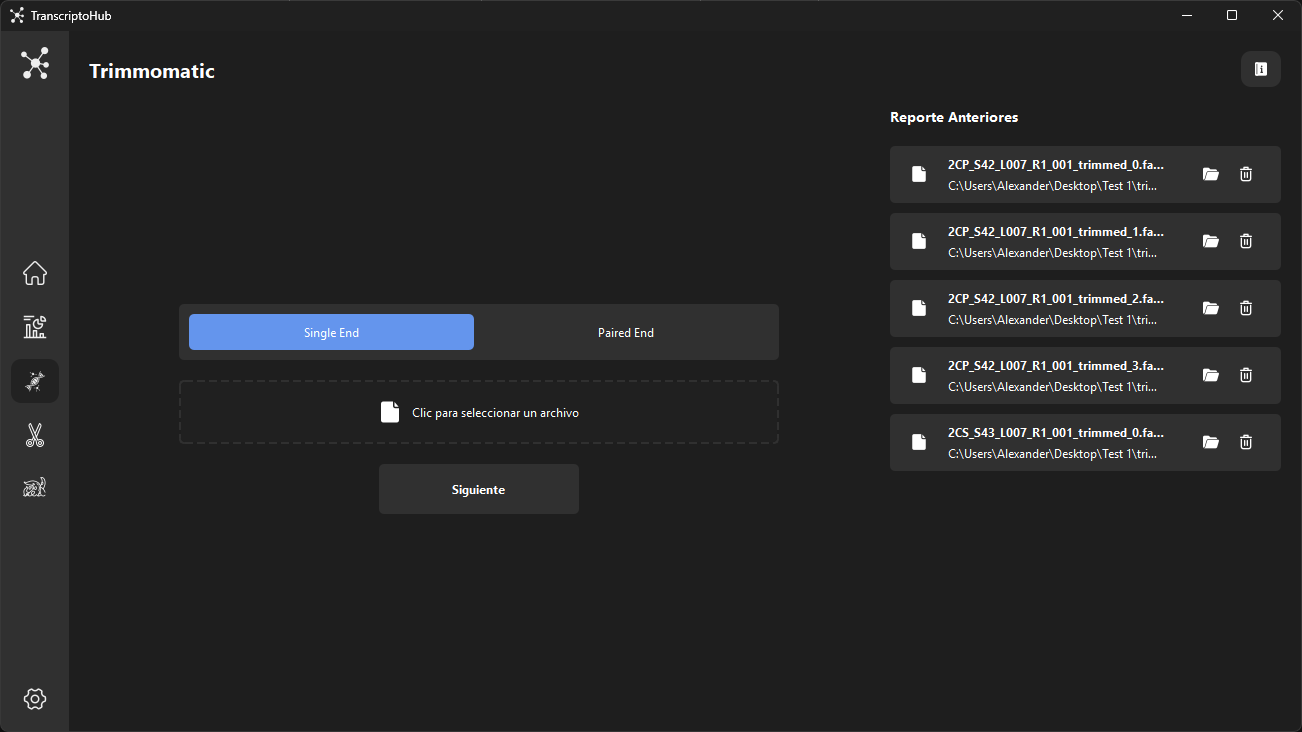 TranscriptoHub
Trimmomatic
Reporte Anteriores
2CP_S42_L007_R1_001_trimmed_0.fa...
C:\Users\Alexander\Desktop\Test 1\tri...
2CP_S42_L007_R1_001_trimmed_1.fa...
C:\Users\Alexander\Desktop\Test 1\tri...
2CP_S42_L007_R1_001_trimmed_2.fa...
C:\Users\Alexander\Desktop\Test 1\tri...
2CP_S42_L007_R1_001_trimmed_3.fa...
C:\Users\Alexander\Desktop\Test 1\tri...
2CS_S43_L007_R1_001_trimmed_0.fa...
C:\Users\Alexander\Desktop\Test 1\tri...
Single End
Paired End
Clic para seleccionar un archivo
Siguiente